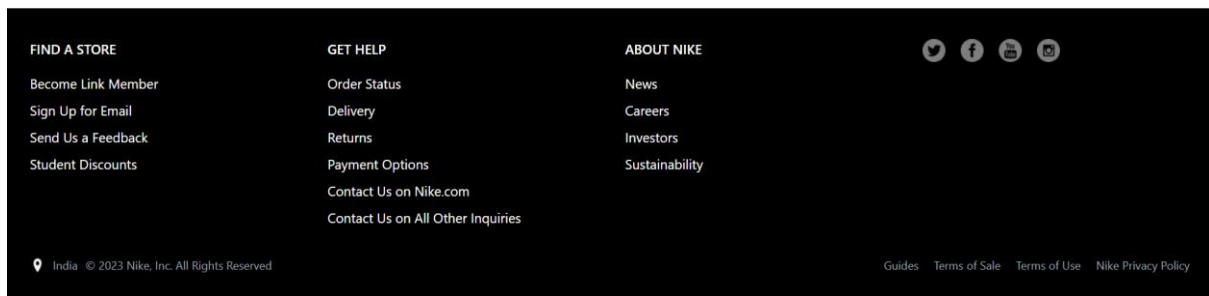 FIND A STORE
Become Link Member
Sign Up for Email
Send Us a Feedback
Student Discounts
GET HELP
Order Status
Delivery
Returns
Payment Options
Contact Us on Nike.com
Contact Us on All Other Inquiries
ABOUT NIKE
News
Careers
Investors
Sustainability
You Tube
India © 2023 Nike, Inc. All Rights Reserved
Guides Terms of Sale Terms of Use Nike Privacy Policy